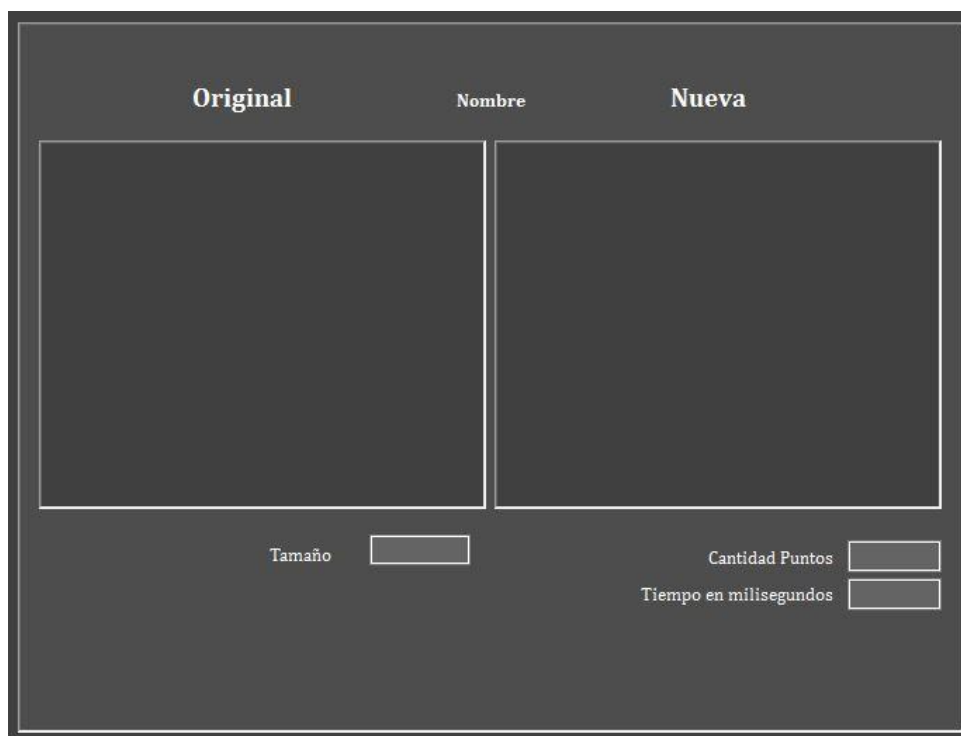 Original Nombre Nueva
Tamaño
Cantidad Puntos
Tiempo en milisegundos